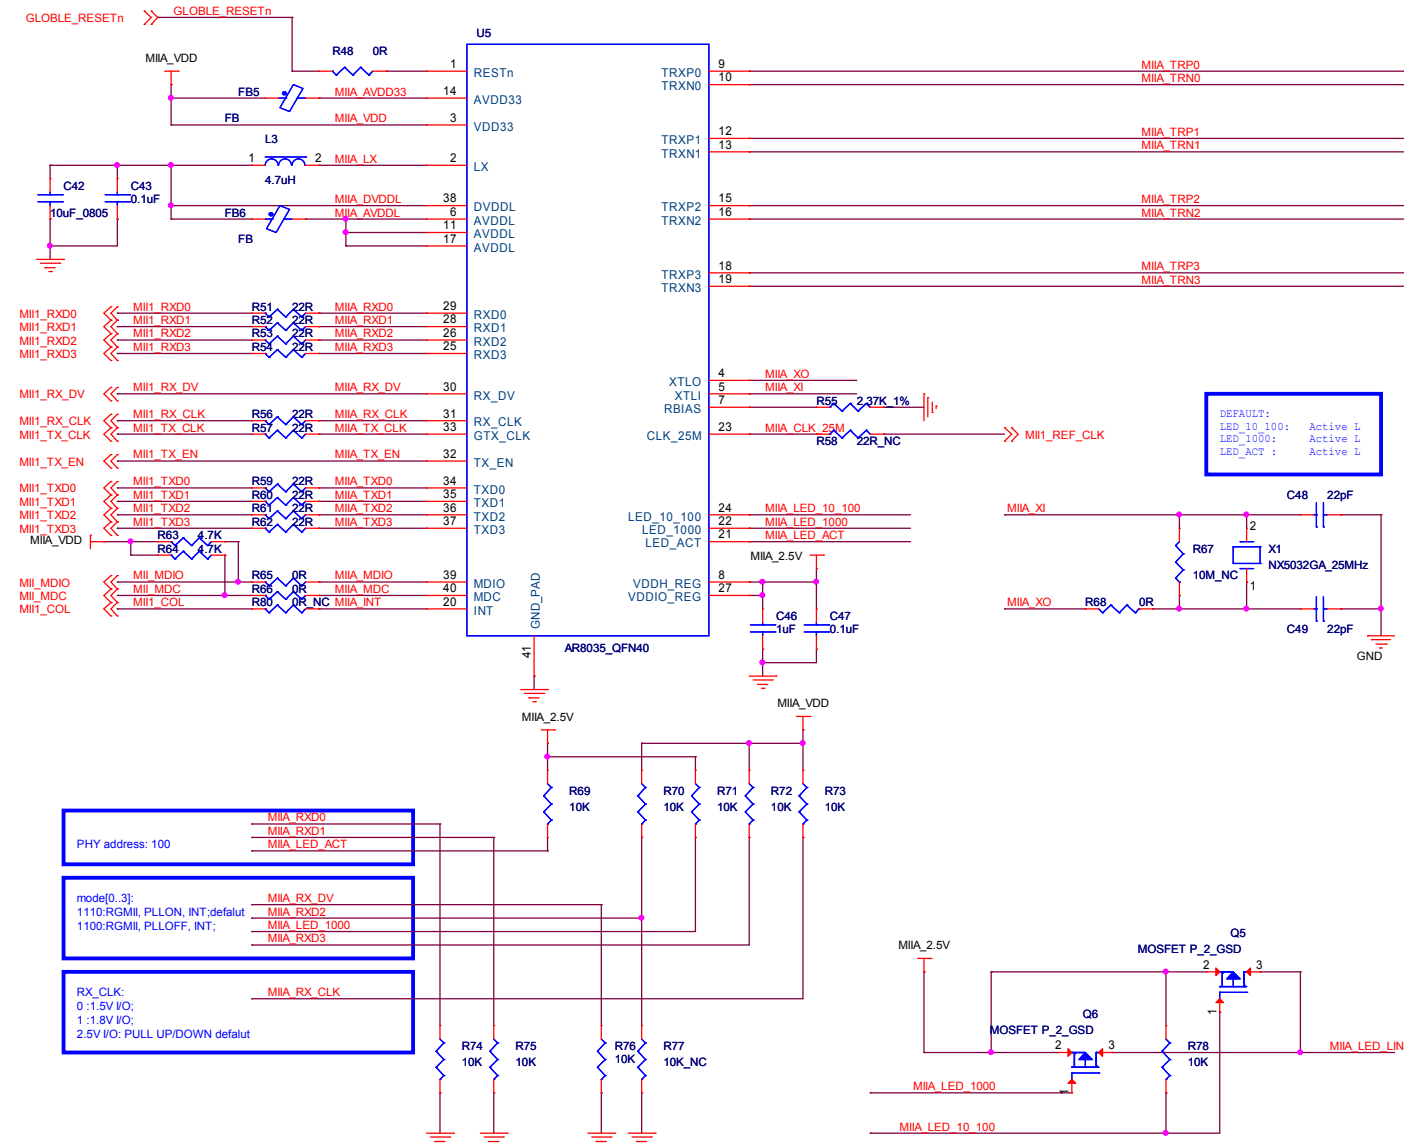 GLOBLE_RESETn
GLOBLE_RESETn
U5
R48 0R
MIIA_VDD
1 RESTn
FB5 MIIA_AVDD33 14 AVDD33
FB MIIA_VDD 3 VDD33
L3
1 2 MIIA_LX 2 LX
4.7uH
C42
10uF_0805
C43
0.1uF
MIIA_DVDDL 38 DVDDL
FB6 MIIA_AVDDL 6 AVDDL
11 AVDDL
FB 17 AVDDL
MII1_RXD0 MII1_RXD0 R51 22R MIIA_RXD0 29 RXD0
MII1_RXD1 MII1_RXD1 R52 22R MIIA_RXD1 28 RXD1
MII1_RXD2 MII1_RXD2 R53 22R MIIA_RXD2 26 RXD2
MII1_RXD3 MII1_RXD3 R54 22R MIIA_RXD3 25 RXD3
MII1_RX_DV MII1_RX_DV MIIA_RX_DV 30 RX_DV
MII1_RX_CLK MII1_RX_CLK R56 22R MIIA_RX_CLK 31 RX_CLK
MII1_TX_CLK MII1_TX_CLK R57 22R MIIA_TX_CLK 33 GTX_CLK
MII1_TX_EN MII1_TX_EN MIIA_TX_EN 32 TX_EN
MII1_TXD0 MII1_TXD0 R59 22R MIIA_TXD0 34 TXD0
MII1_TXD1 MII1_TXD1 R60 22R MIIA_TXD1 35 TXD1
MII1_TXD2 MII1_TXD2 R61 22R MIIA_TXD2 36 TXD2
MII1_TXD3 MII1_TXD3 R62 22R MIIA_TXD3 37 TXD3
MIIA_VDD R63 4.7K
R64 4.7K
MII_MDIO MII_MDIO R65 0R MIIA_MDIO 39 MDIO
MII_MDC MII_MDC R66 0R MIIA_MDC 40 MDC
MII1_COL MII1_COL R80 0R_NC MIIA_INT 20 INT
GND_PAD
41
AR8035_QFN40
TRXP0 9 MIIA_TRP0
TRXN0 10 MIIA_TRN0
TRXP1 12 MIIA_TRP1
TRXN1 13 MIIA_TRN1
TRXP2 15 MIIA_TRP2
TRXN2 16 MIIA_TRN2
TRXP3 18 MIIA_TRP3
TRXN3 19 MIIA_TRN3
XTLO 4 MIIA_XO
XTLI 5 MIIA_XI
RBIAS 7 R55 2.37K_1%
CLK_25M 23 MIIA_CLK_25M R58 22R_NC MII1_REF_CLK
LED_10_100 24 MIIA_LED_10_100
LED_1000 22 MIIA_LED_1000
LED_ACT 21 MIIA_LED_ACT
MIIA_2.5V
VDDH_REG 8
VDDIO_REG 27
C46
1uF
C47
0.1uF
DEFAULT:
LED_10_100: Active L
LED_1000: Active L
LED_ACT : Active L
C48 22pF
MIIA_XI
2
R67
10M_NC
X1
NX5032GA_25MHz
1
MIIA_XO R68 0R
C49 22pF
GND
MIIA_2.5V
MIIA_VDD
R69
10K
R70
10K
R71
10K
R72
10K
R73
10K
MIIA_RXD0
MIIA_RXD1
PHY address: 100 MIIA_LED_ACT
mode[0..3]: MIIA_RX_DV
1110:RGMII, PLLON, INT;defalut MIIA_RXD2
1100:RGMII, PLLOFF, INT; MIIA_LED_1000
MIIA_RXD3
RX_CLK: MIIA_RX_CLK
0 :1.5V I/O;
1 :1.8V I/O;
2.5V I/O: PULL UP/DOWN defalut
R74
10K
R75
10K
R76
10K
R77
10K_NC
MIIA_2.5V
Q5
MOSFET P_2_GSD
2 3
1
Q6
MOSFET P_2_GSD
2 3
1
R78
10K
MIIA_LED_LIN
MIIA_LED_1000
MIIA_LED_10_100